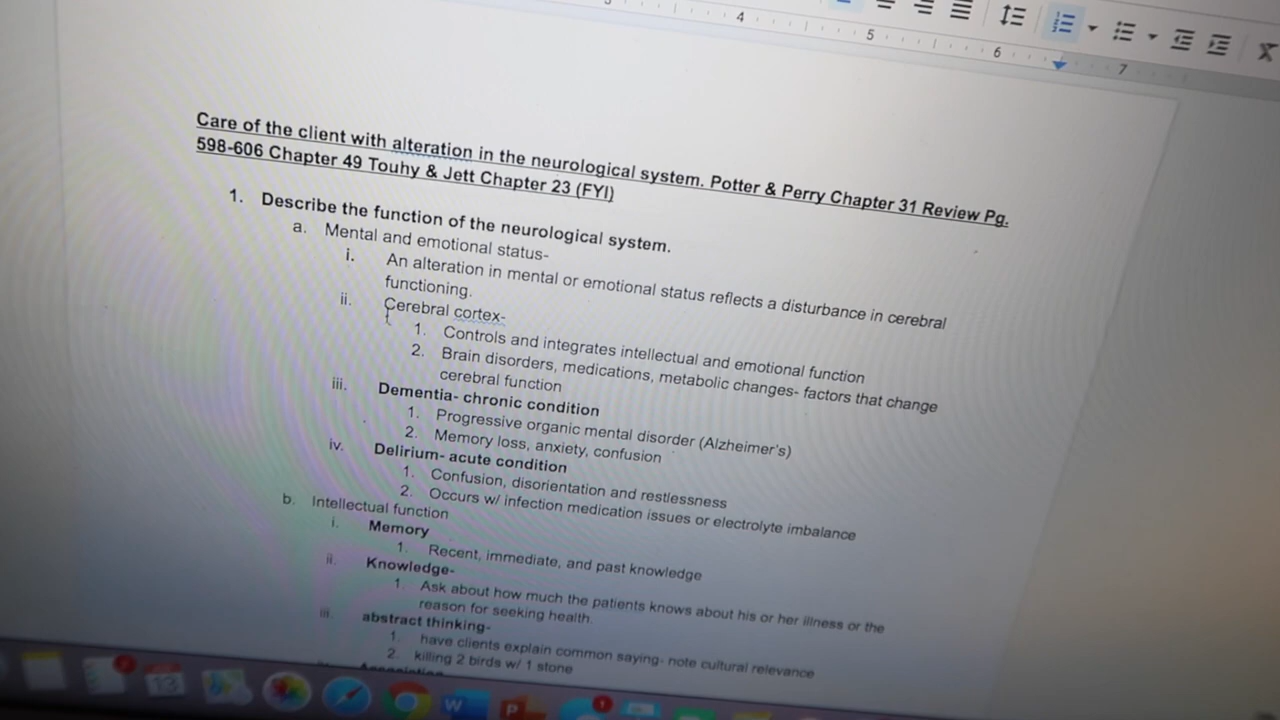 4 5 6 7
Care of the client with alteration in the neurological system. Potter & Perry Chapter 31 Review Pg.
598-606 Chapter 49 Touhy & Jett Chapter 23 (FYI)
1. Describe the function of the neurological system.
a. Mental and emotional status-
i. An alteration in mental or emotional status reflects a disturbance in cerebral
functioning.
ii. Cerebral cortex-
1. Controls and integrates intellectual and emotional function
2. Brain disorders, medications, metabolic changes- factors that change
cerebral function
iii. Dementia- chronic condition
1. Progressive organic mental disorder (Alzheimer's)
2. Memory loss, anxiety, confusion
iv. Delirium- acute condition
1. Confusion, disorientation and restlessness
2. Occurs w/ infection medication issues or electrolyte imbalance
b. Intellectual function
i. Memory
1. Recent, immediate, and past knowledge
ii. Knowledge-
1. Ask about how much the patients knows about his or her illness or the
reason for seeking health.
iii. abstract thinking-
1. have clients explain common saying- note cultural relevance
2. killing 2 birds w/ 1 stone
13
W P 1